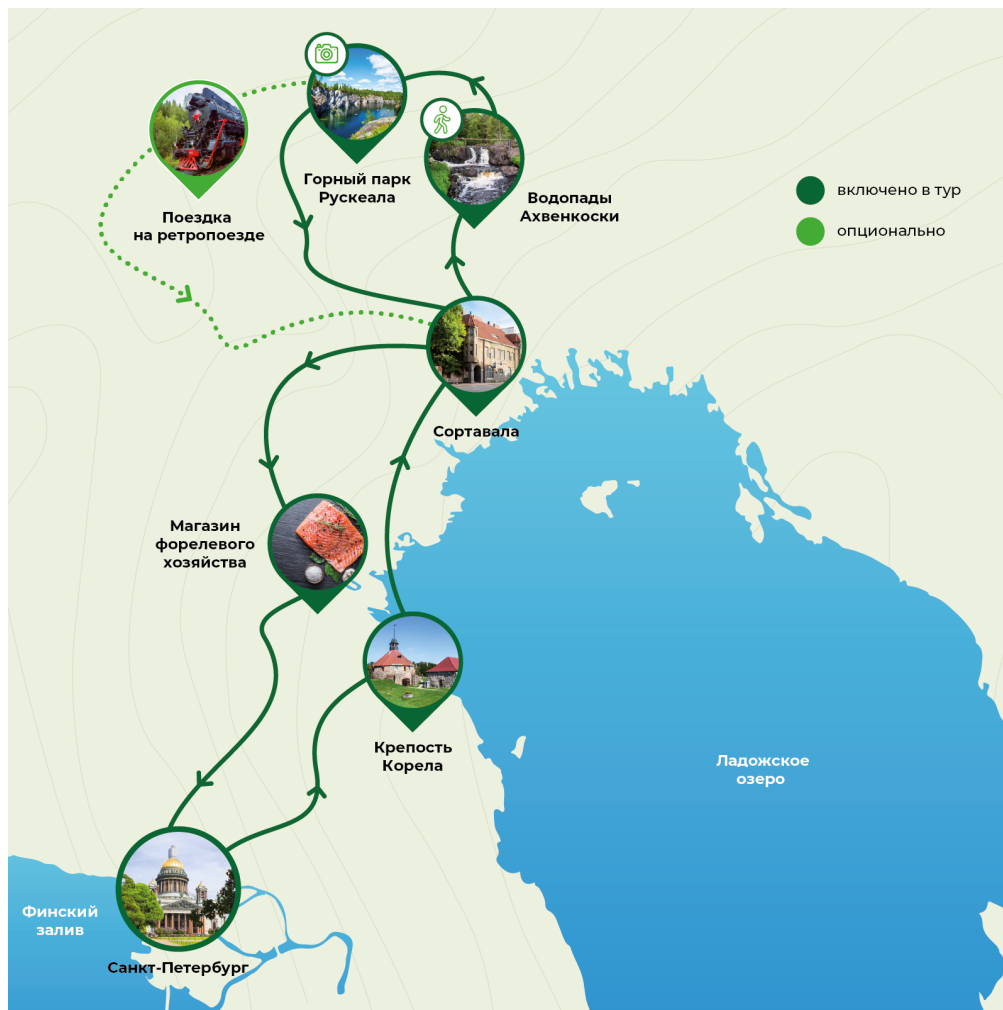 Горный парк
Рускеала
Водопады
Ахвенкоски
Поездка
на ретропоезде
включено в тур
опционально
Сортавала
Магазин
форелевого
хозяйства
Крепость
Корела
Ладожское
озеро
Финский
залив
Санкт-Петербург